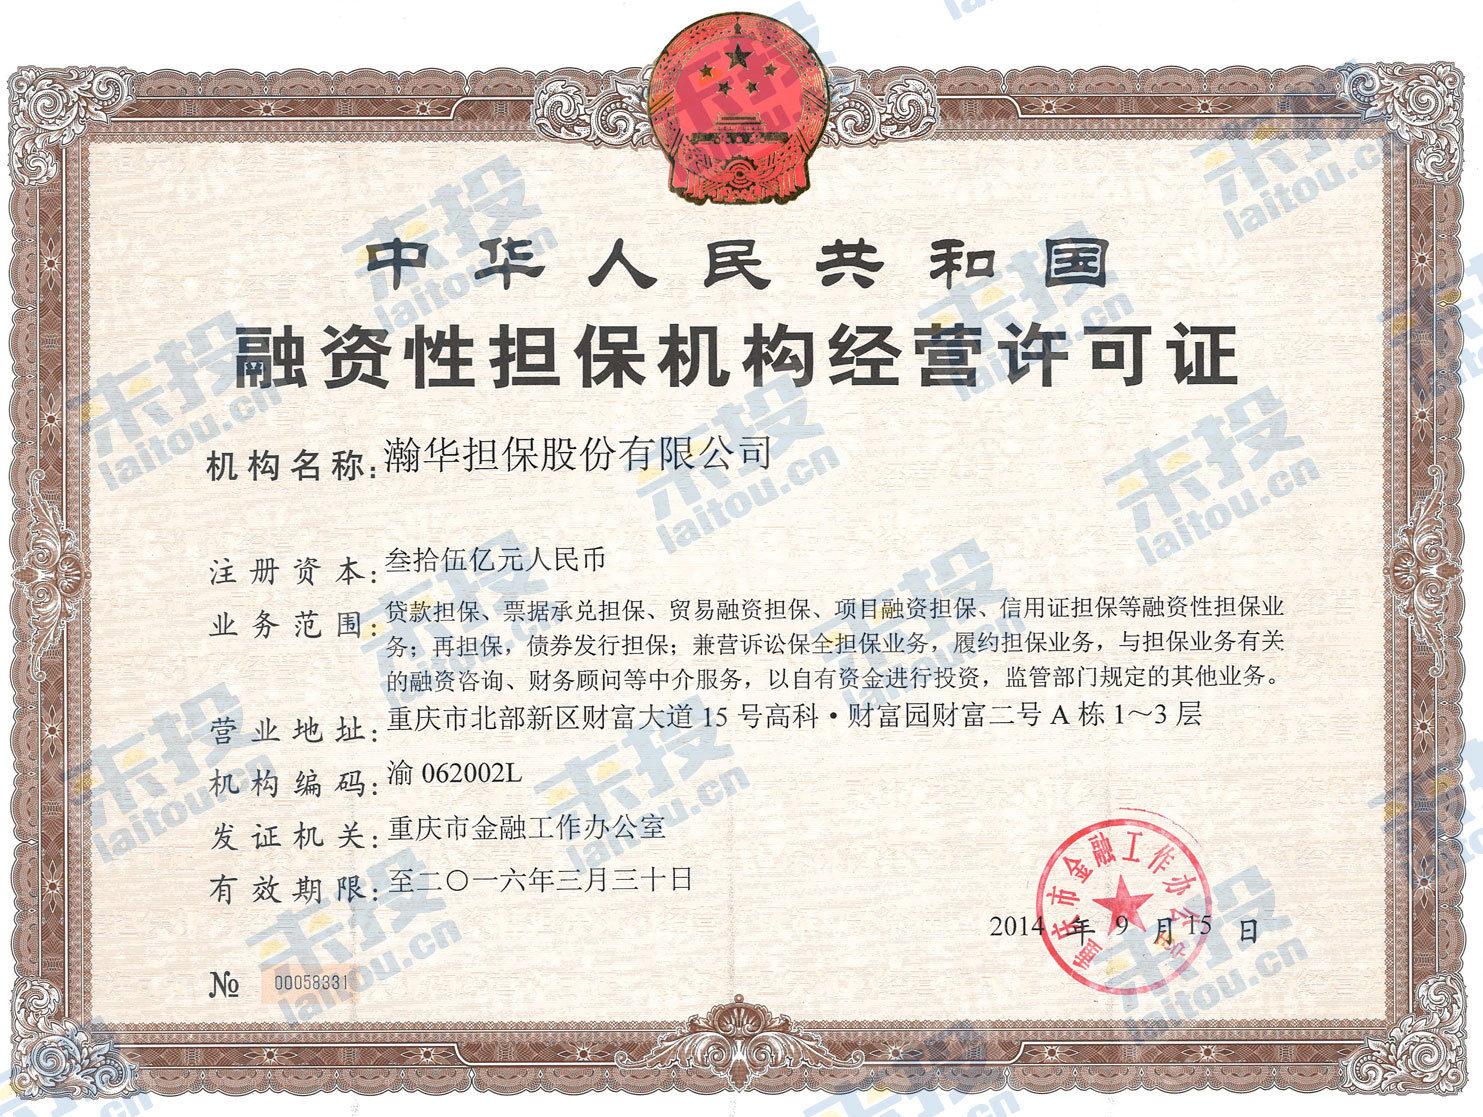 中华人民共和国
融资性担保机构经营许可证
机构名称:瀚华担保股份有限公司
注册资本:叁拾伍亿元人民币
业务范围:贷款担保、票据承兑担保、贸易融资担保、项目融资担保、信用证担保等融资性担保业
务；再担保，债券发行担保；兼营诉讼保全担保业务，履约担保业务，与担保业务有关
的融资咨询、财务顾问等中介服务，以自有资金进行投资，监管部门规定的其他业务。
营业地址:重庆市北部新区财富大道15号高科·财富园财富二号A栋1～3层
机构编码:渝062002L
发证机关:重庆市金融工作办公室
有效期限:至二〇一六年三月三十日
庆市金融工作办公
2014年9月15日
№ 00058331
来投
laitou.cn